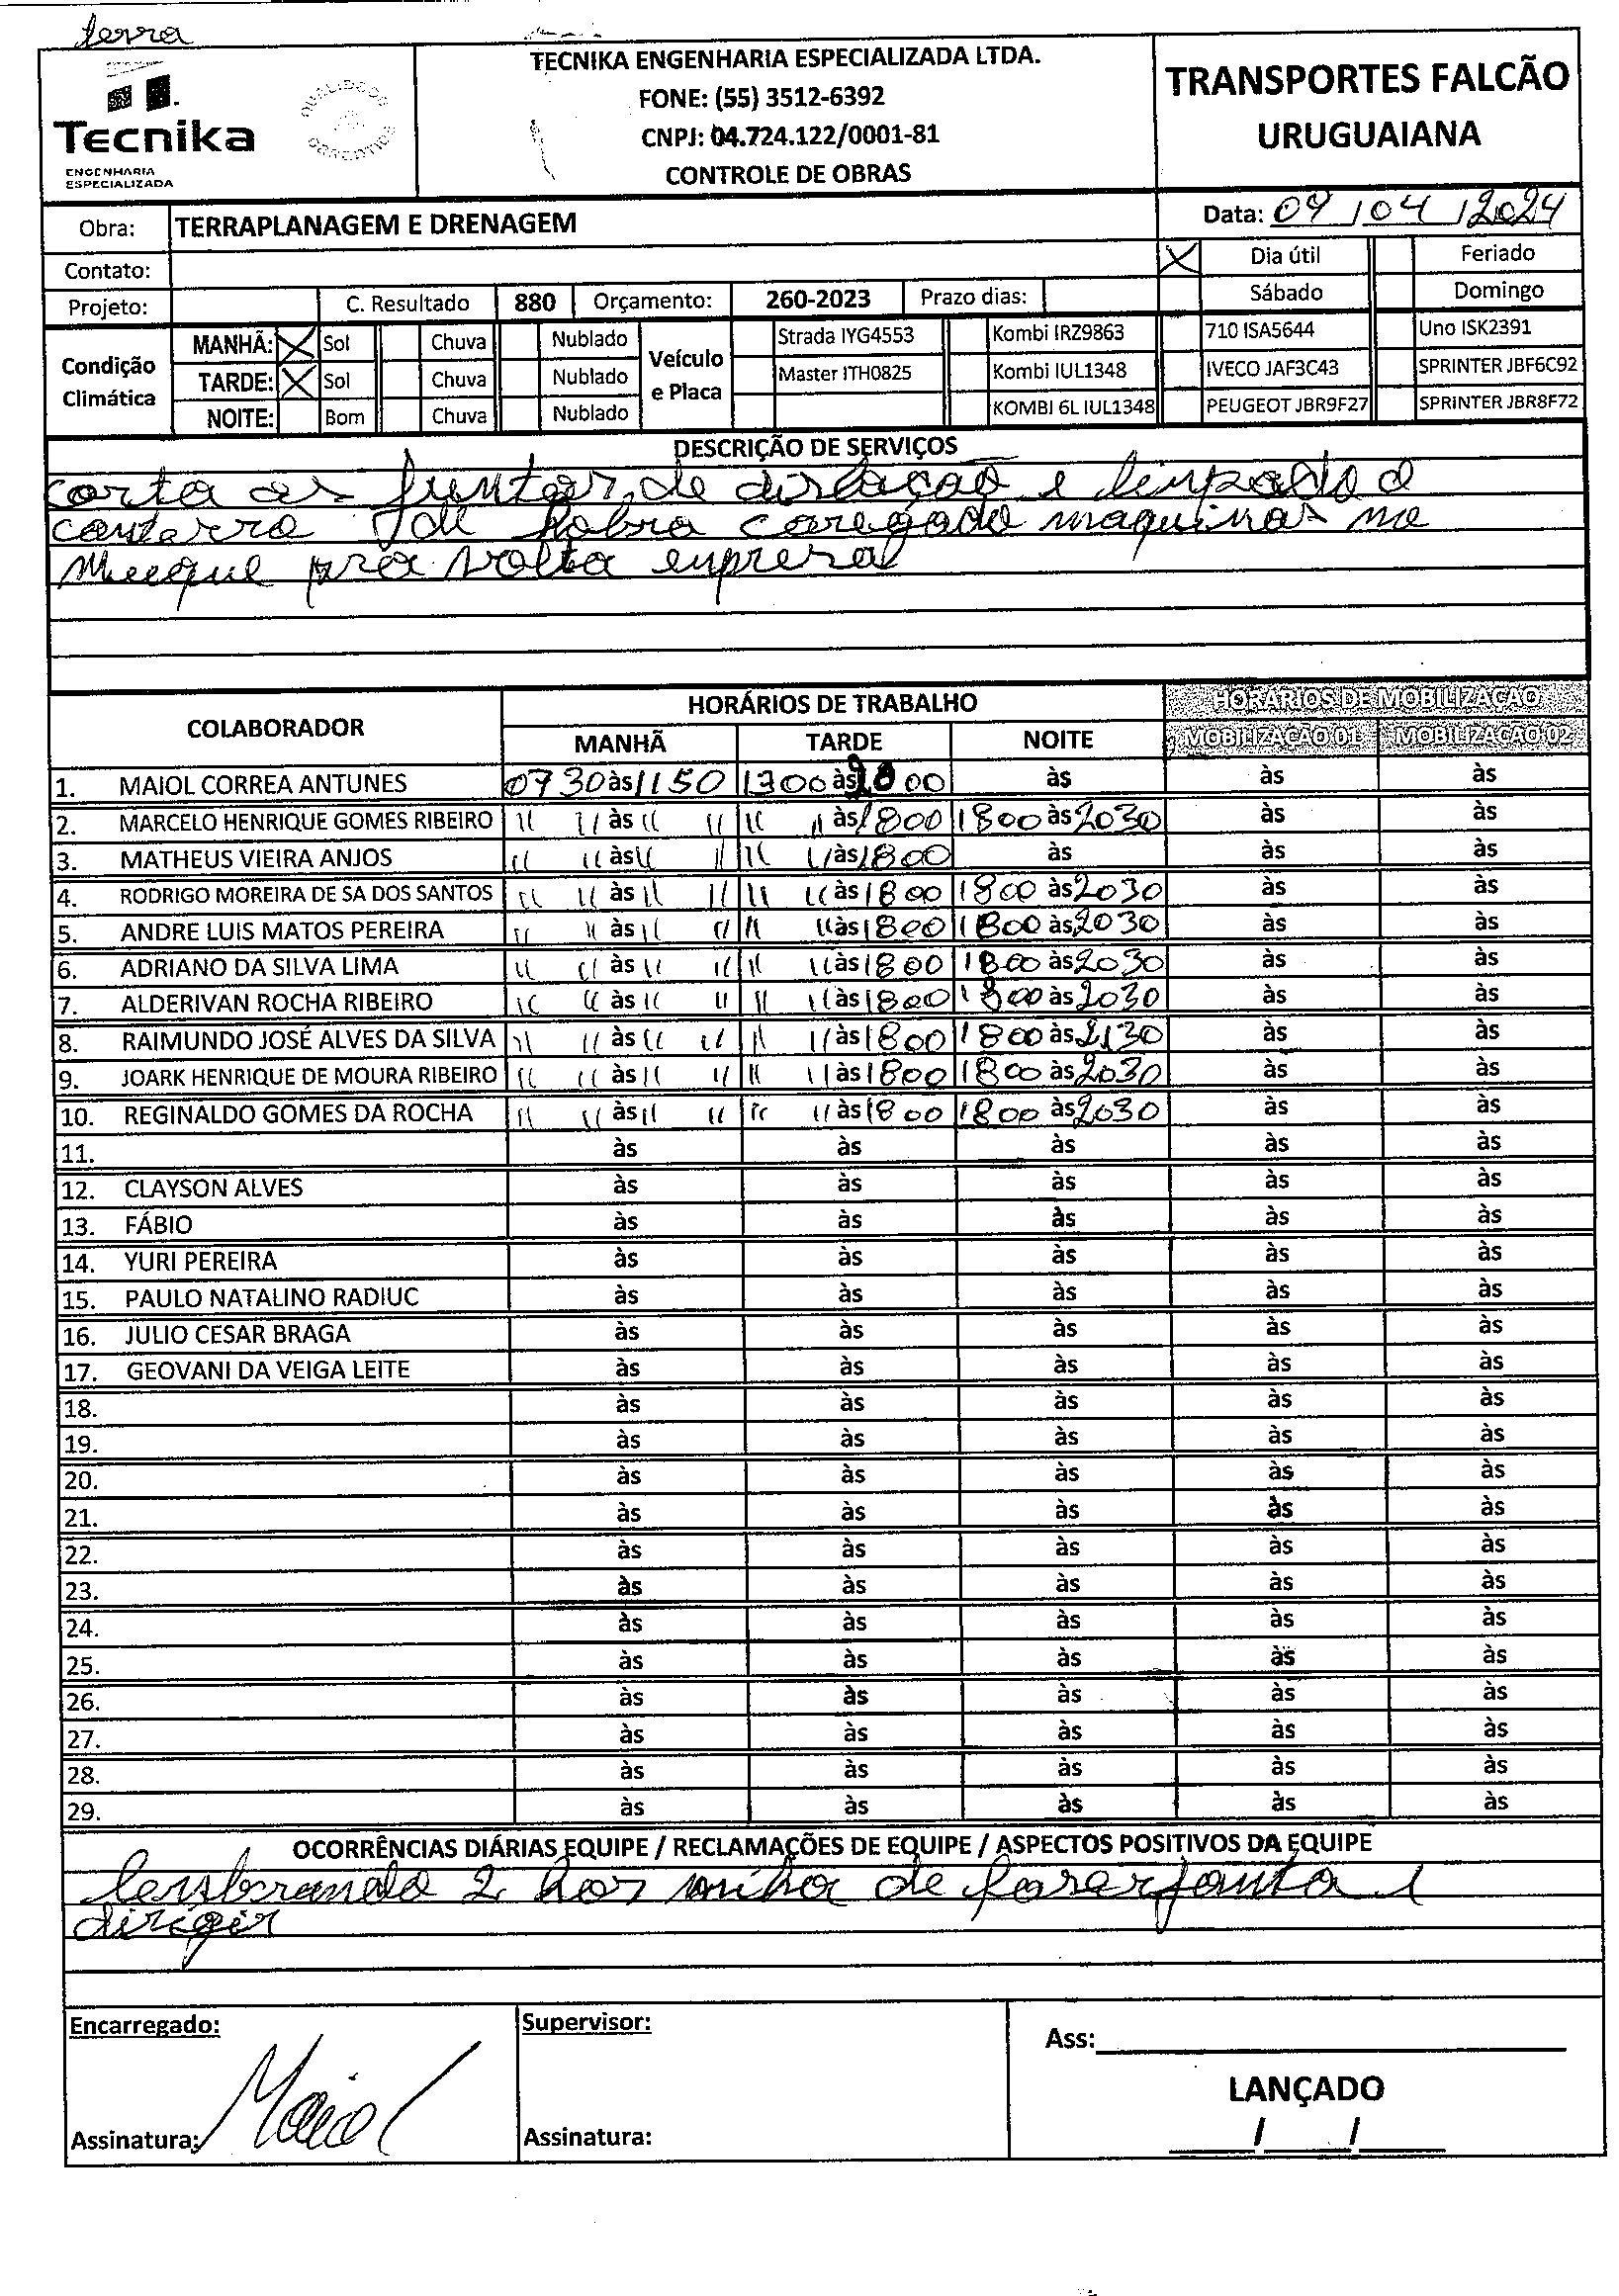 terra
Tecnika
ENGENHARIA
ESPECIALIZADA
TECNIKA ENGENHARIA ESPECIALIZADA LTDA.
FONE: (55) 3512-6392
CNPJ: 04.724.122/0001-81
CONTROLE DE OBRAS
TRANSPORTES FALCÃO
URUGUAIANA
Obra: TERRAPLANAGEM E DRENAGEM
Data: 09/04/2024
Contato:
X Dia útil Feriado
Projeto: C. Resultado 880 Orçamento: 260-2023 Prazo dias:
Sábado Domingo
Condição Climática
MANHÃ: X Sol Chuva Nublado
TARDE: X Sol Chuva Nublado
NOITE: Bom Chuva Nublado
Veículo e Placa
Strada IYG4553 Kombi IRZ9863 710 ISA5644 Uno ISK2391
Master ITH0825 Kombi IUL1348 IVECO JAF3C43 SPRINTER JBF6C92
KOMBI 6L IUL1348 PEUGEOT JBR9F27 SPRINTER JBR8F72
DESCRIÇÃO DE SERVIÇOS
corta as juntas de dilação e
de carregado maquinas no
pra volta empresa
COLABORADOR HORÁRIOS DE TRABALHO HORÁRIOS DE MOBILIZAÇÃO
MANHÃ TARDE NOITE MOBILIZAÇÃO 01 MOBILIZAÇÃO 02
1. MAIOL CORREA ANTUNES 0730 às 1150 1300 às 00 às às às
2. MARCELO HENRIQUE GOMES RIBEIRO '' '' às '' '' '' '' às 1800 1800 às 2030 às às
3. MATHEUS VIEIRA ANJOS '' '' às '' '' '' '' às 1800 às às às
4. RODRIGO MOREIRA DE SA DOS SANTOS '' '' às '' '' '' '' às 1800 1800 às 2030 às às
5. ANDRE LUIS MATOS PEREIRA '' '' às '' '' '' '' às 1800 1800 às 2030 às às
6. ADRIANO DA SILVA LIMA '' '' às '' '' '' '' às 1800 1800 às 2030 às às
7. ALDERIVAN ROCHA RIBEIRO '' '' às '' '' '' '' às 1800 1800 às 2030 às às
8. RAIMUNDO JOSÉ ALVES DA SILVA '' '' às '' '' '' '' às 1800 1800 às 2130 às às
9. JOARK HENRIQUE DE MOURA RIBEIRO '' '' às '' '' '' '' às 1800 1800 às 2030 às às
10. REGINALDO GOMES DA ROCHA '' '' às '' '' '' '' às 1800 1800 às 2030 às às
11. às às às às às
12. CLAYSON ALVES às às às às às
13. FÁBIO às às às às às
14. YURI PEREIRA às às às às às
15. PAULO NATALINO RADIUC às às às às às
16. JULIO CESAR BRAGA às às às às às
17. GEOVANI DA VEIGA LEITE às às às às às
18. às às às às às
19. às às às às às
20. às às às às às
21. às às às às às
22. às às às às às
23. às às às às às
24. às às às às às
25. às às às às às
26. às às às às às
27. às às às às às
28. às às às às às
29. às às às às às
OCORRÊNCIAS DIÁRIAS EQUIPE / RECLAMAÇÕES DE EQUIPE / ASPECTOS POSITIVOS DA EQUIPE
2 de
dirigir
Encarregado: Supervisor: Ass:
LANÇADO
Assinatura: Maiol Assinatura: / /